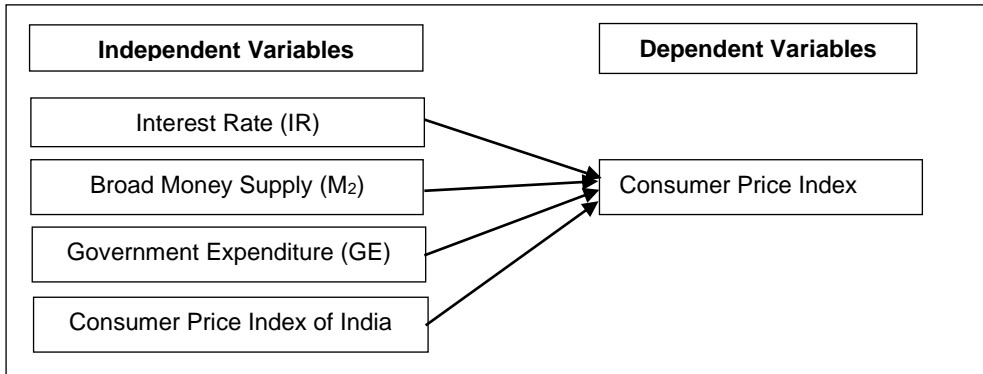 Independent Variables
Dependent Variables
Interest Rate (IR)
Broad Money Supply (M₂)
Consumer Price Index
Government Expenditure (GE)
Consumer Price Index of India